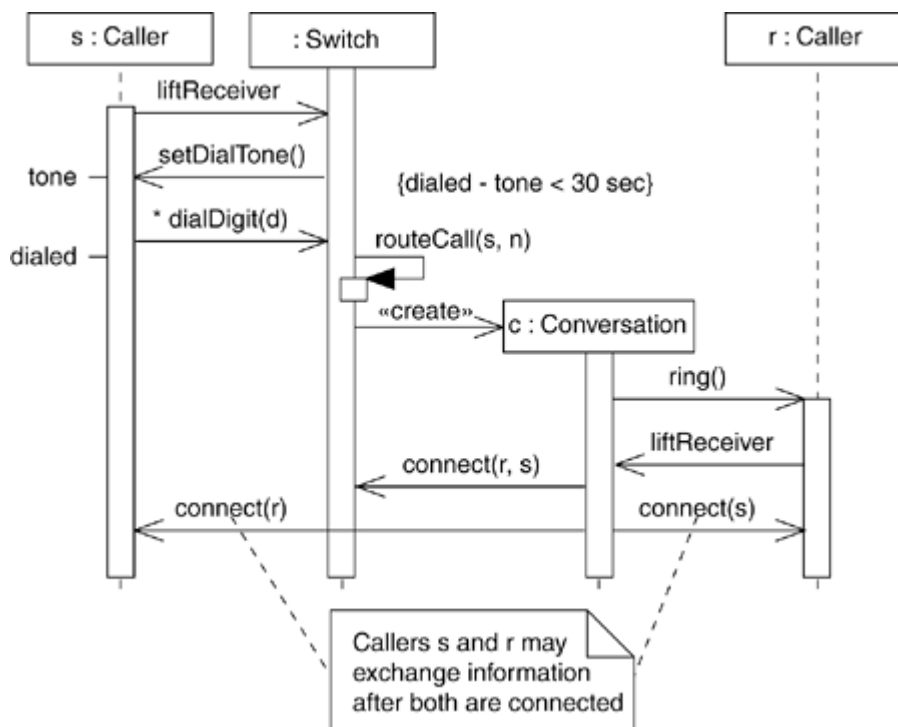 s : Caller
: Switch
r : Caller
liftReceiver
setDialTone()
tone
{dialed - tone < 30 sec}
* dialDigit(d)
routeCall(s, n)
dialed
«create»
c : Conversation
ring()
liftReceiver
connect(r, s)
connect(r)
connect(s)
Callers s and r may
exchange information
after both are connected